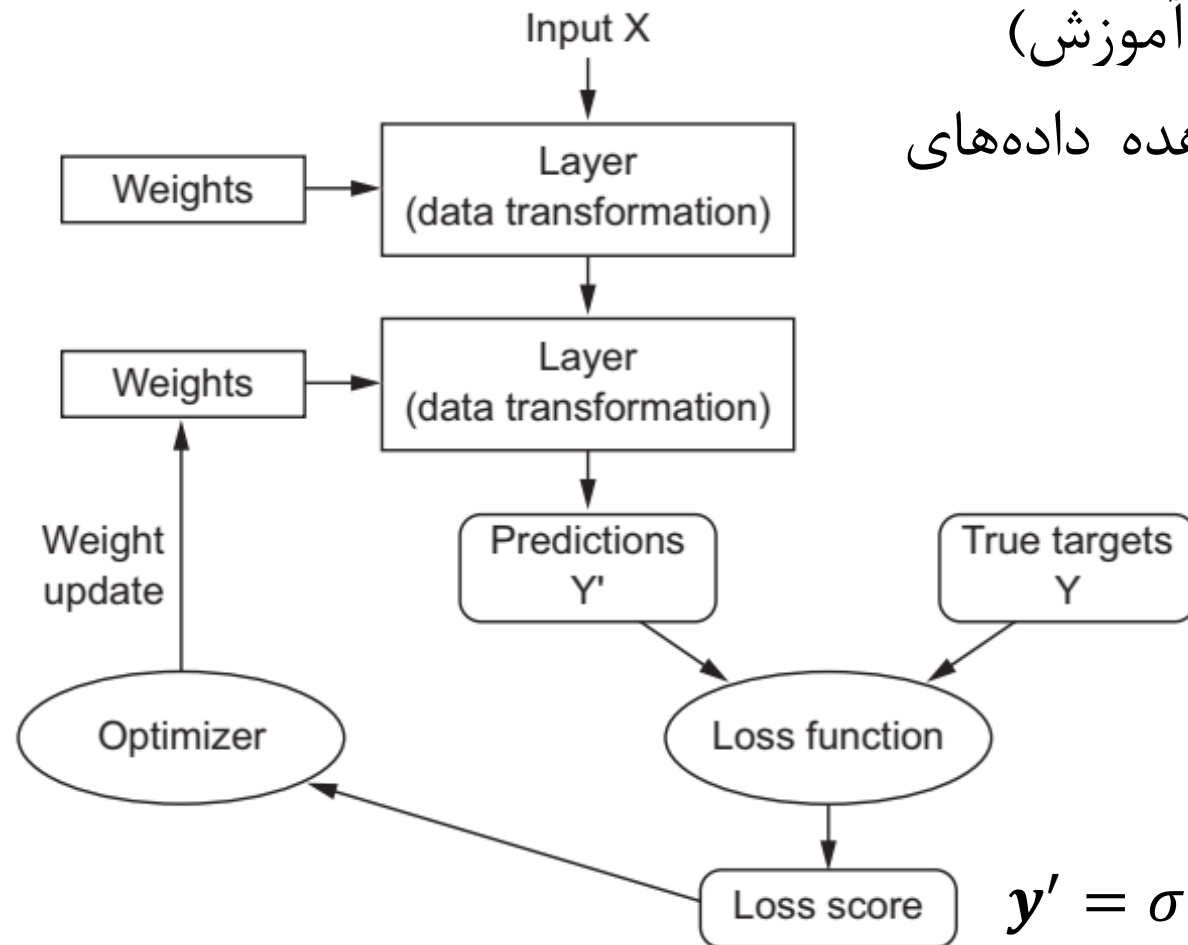 Input X
آموزش)
Layer
(data transformation)
Weights
داده‌های
Layer
(data transformation)
Weights
Predictions
Y'
True targets
Y
Weight
update
Optimizer
Loss function
Loss score
y′ = σ